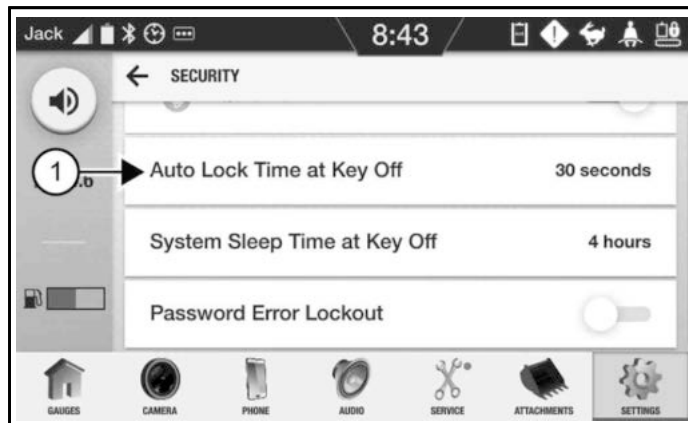 Jack 8:43
SECURITY
1 Auto Lock Time at Key Off 30 seconds
System Sleep Time at Key Off 4 hours
Password Error Lockout
GAUGES CAMERA PHONE AUDIO SERVICE ATTACHMENTS SETTINGS